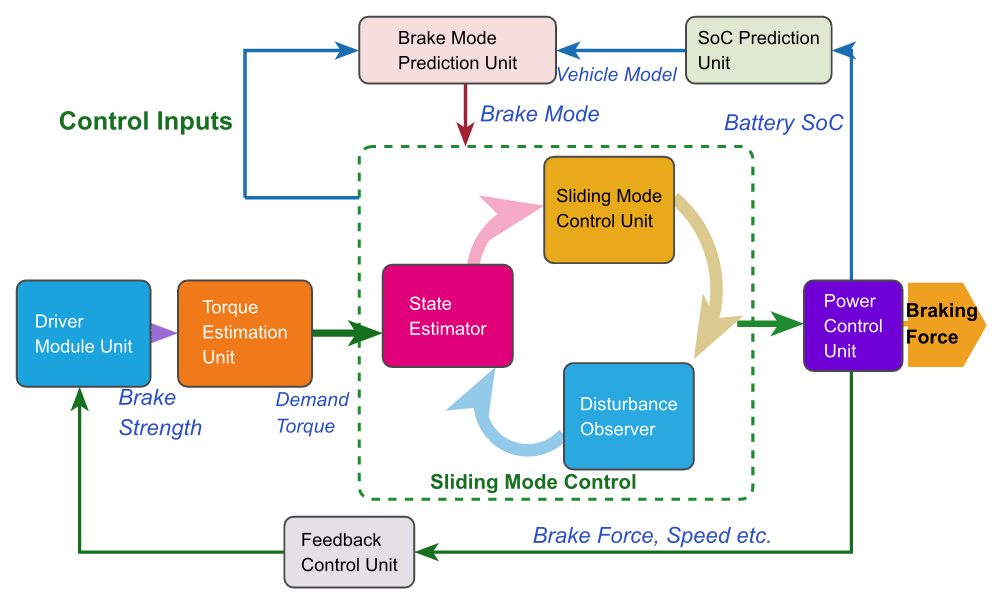 Brake Mode
Prediction Unit
SoC Prediction
Unit
Vehicle Model
Control Inputs
Brake Mode
Battery SoC
Sliding Mode
Control Unit
State
Estimator
Driver
Module Unit
Torque
Estimation
Unit
Power
Control
Unit
Braking
Force
Brake
Strength
Demand
Torque
Disturbance
Observer
Sliding Mode Control
Feedback
Control Unit
Brake Force, Speed etc.